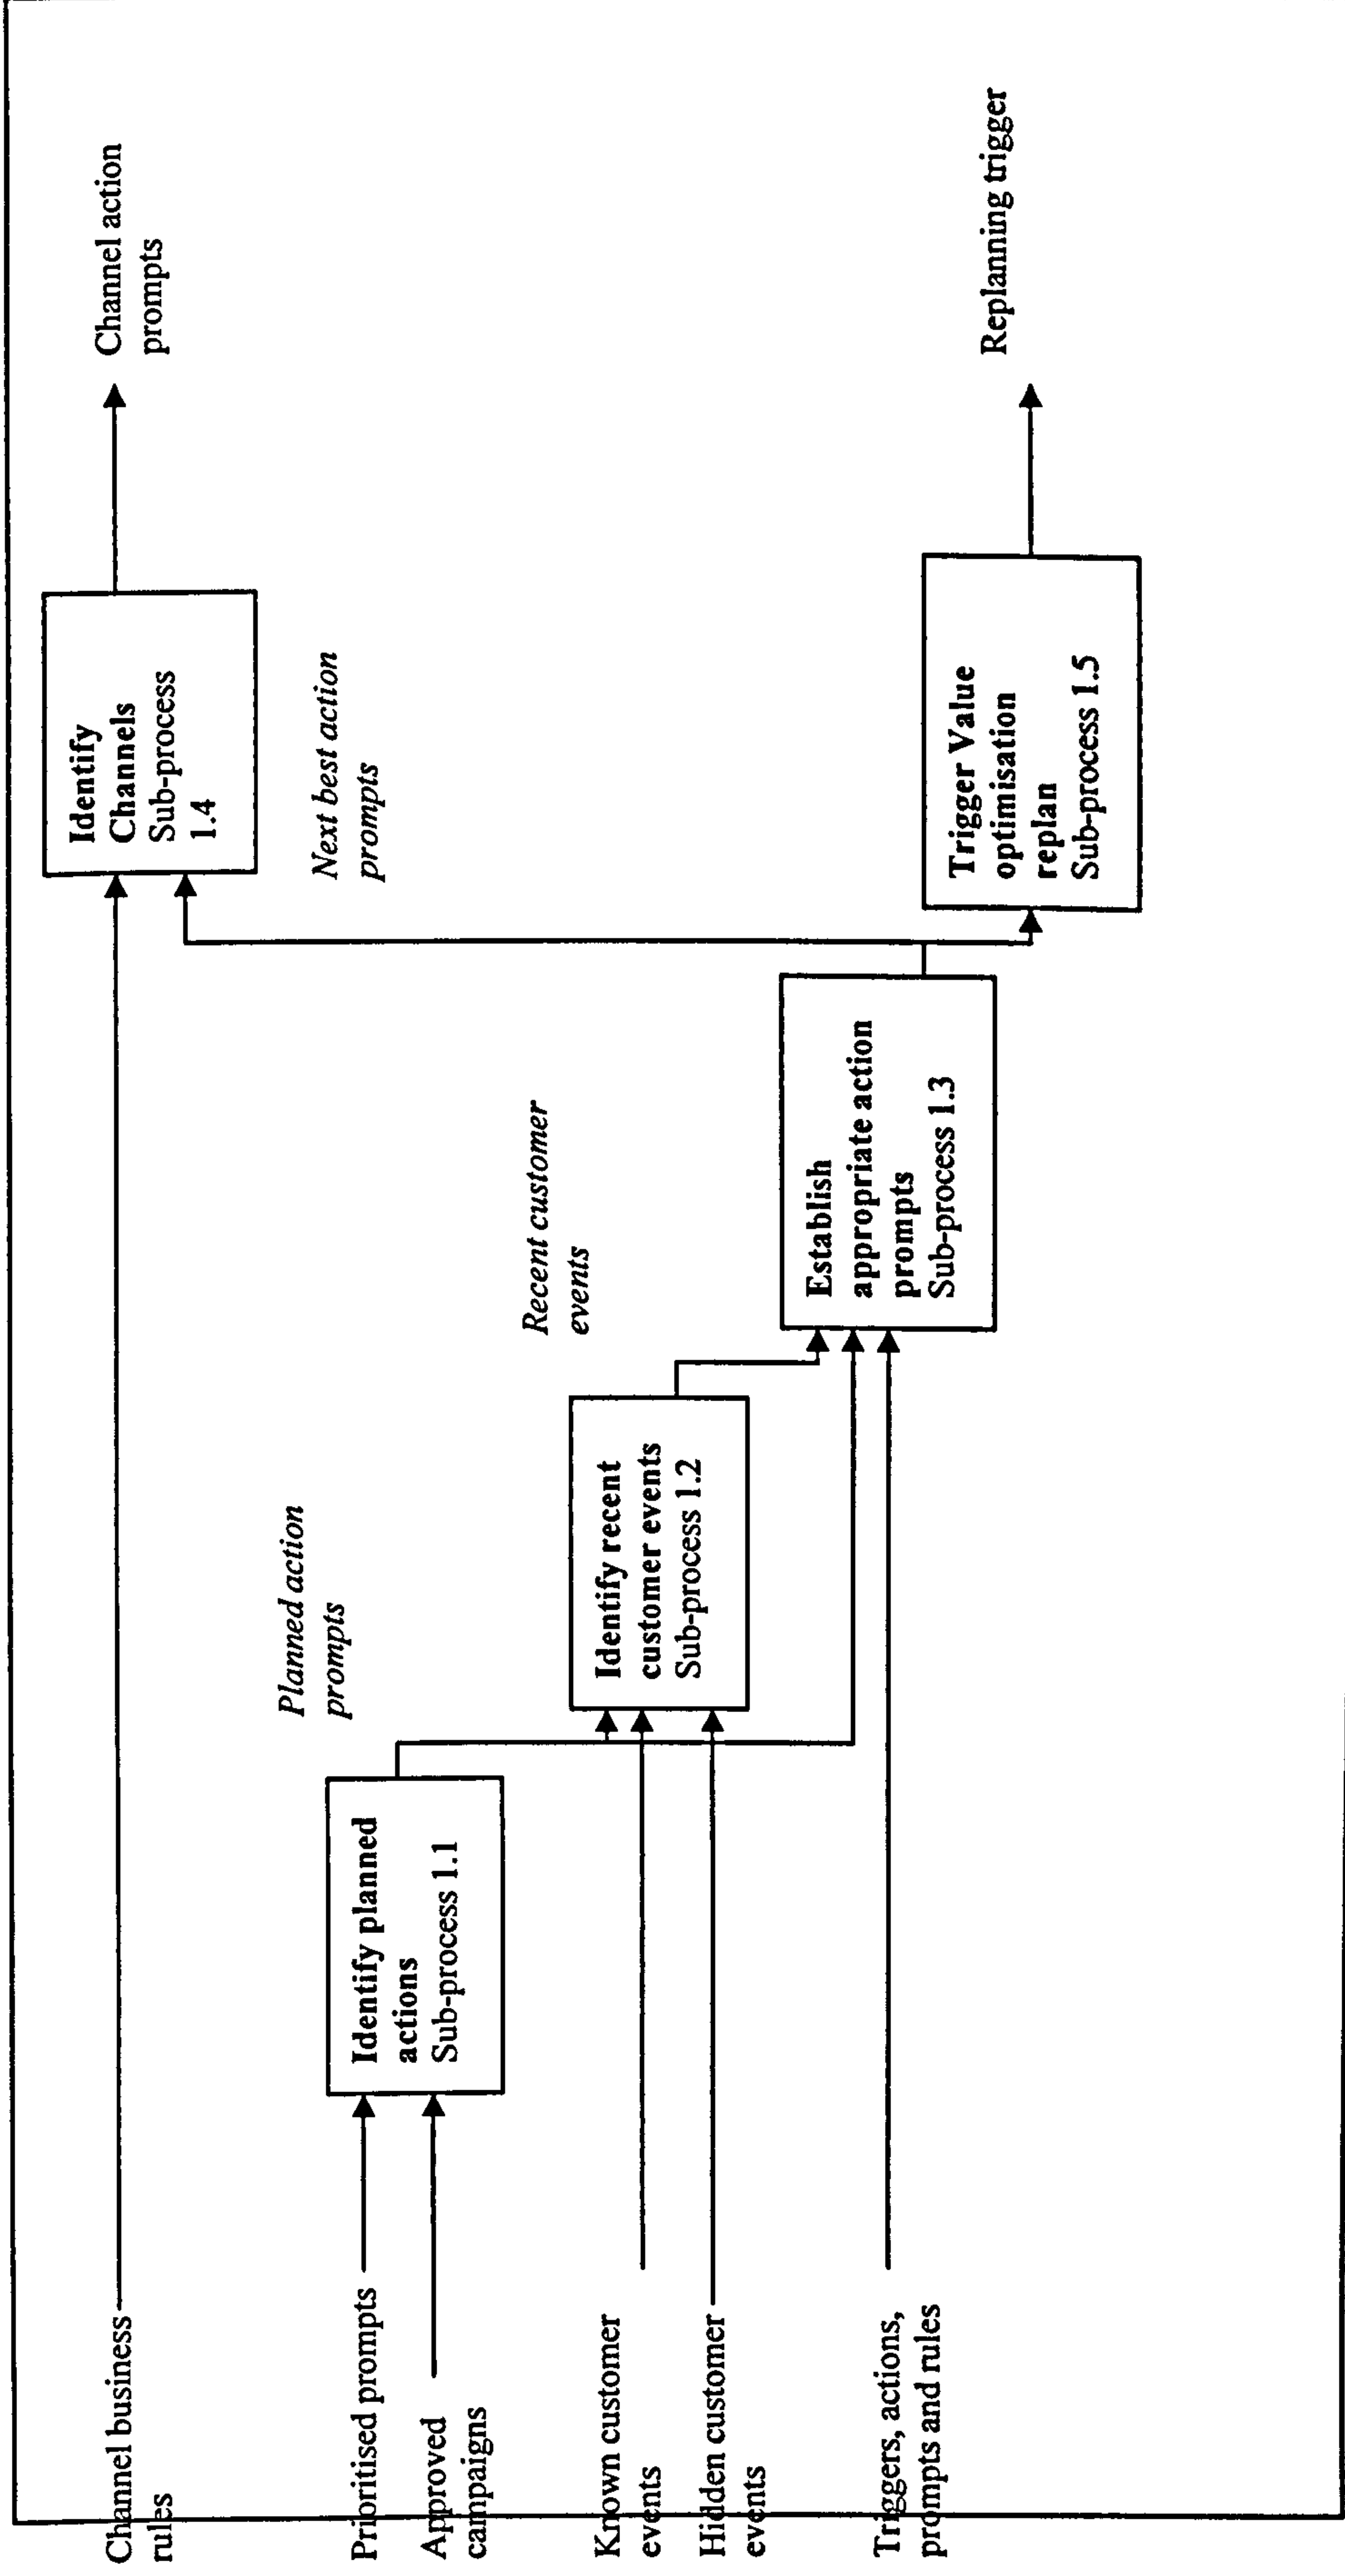 Channel business
rules
Prioritised prompts
Approved
campaigns
Known customer
events
Hidden customer
events
Triggers, actions,
prompts and rules
Identify planned
actions
Sub-process 1.1
Planned action
prompts
Identify recent
customer events
Sub-process 1.2
Recent customer
events
Establish
appropriate action
prompts
Sub-process 1.3
Next best action
prompts
Identify
Channels
Sub-process
1.4
Trigger Value
optimisation
replan
Sub-process 1.5
Channel action
prompts
Replanning trigger